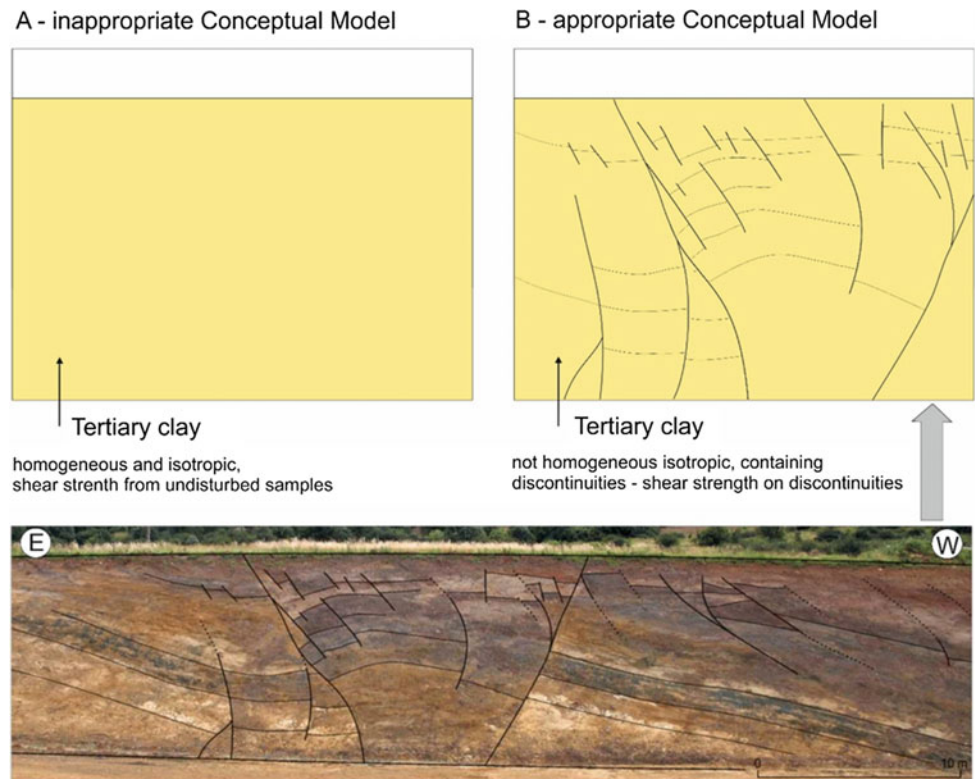 A - inappropriate Conceptual Model
B - appropriate Conceptual Model
Tertiary clay
homogeneous and isotropic,
shear strenth from undisturbed samples
Tertiary clay
not homogeneous isotropic, containing
discontinuities - shear strength on discontinuities
E
W
0 10 m